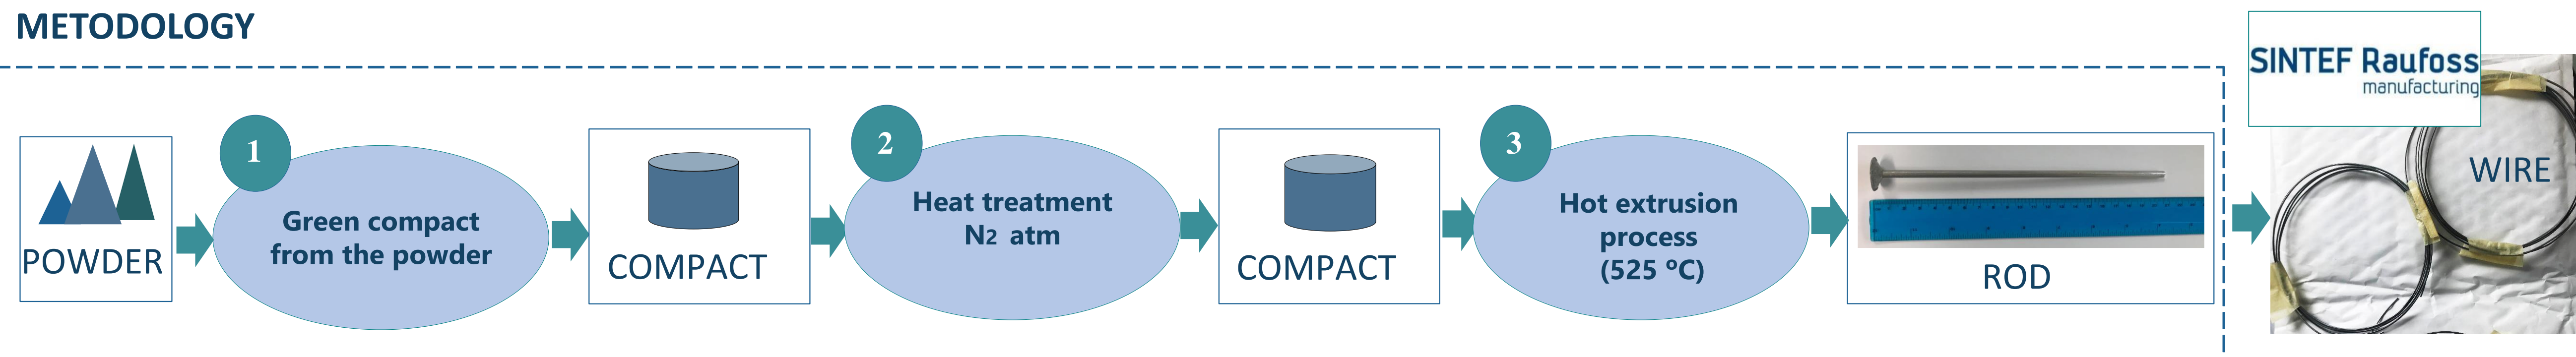 METODOLOGY
SINTEF Raufoss
manufacturing
1
2
3
POWDER
Green compact
from the powder
COMPACT
Heat treatment
N2 atm
COMPACT
Hot extrusion
process
(525 ºC)
ROD
WIRE